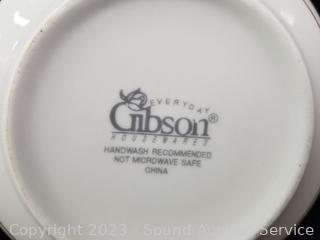 EVERYDAY
Gibson®
HOUSEWARES
HANDWASH RECOMMENDED
NOT MICROWAVE SAFE
CHINA
Copyright 2023 - Sound Auction Service